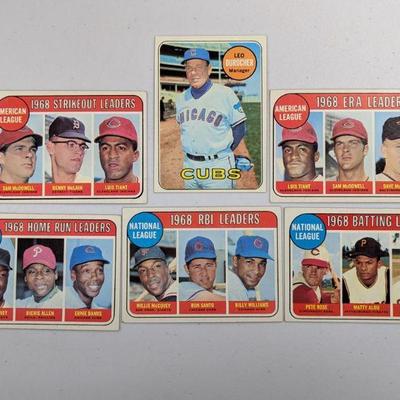 LEO
DUROCHER
Manager
CHICAGO
CUBS
AMERICAN
LEAGUE
1968 STRIKEOUT LEADERS
SAM McDOWELL
DENNY McLAIN
LUIS TIANT
AMERICAN
LEAGUE
1968 ERA LEADER
LUIS TIANT
SAM McDOWELL
1968 HOME RUN LEADERS
RICHIE ALLEN
ERNIE BANKS
NATIONAL
LEAGUE
1968 RBI LEADERS
WILLIE McCOVEY
RON SANTO
BILLY WILLIAMS
NATIONAL
LEAGUE
1968 BATTING L
PETE ROSE
MATTY ALOU